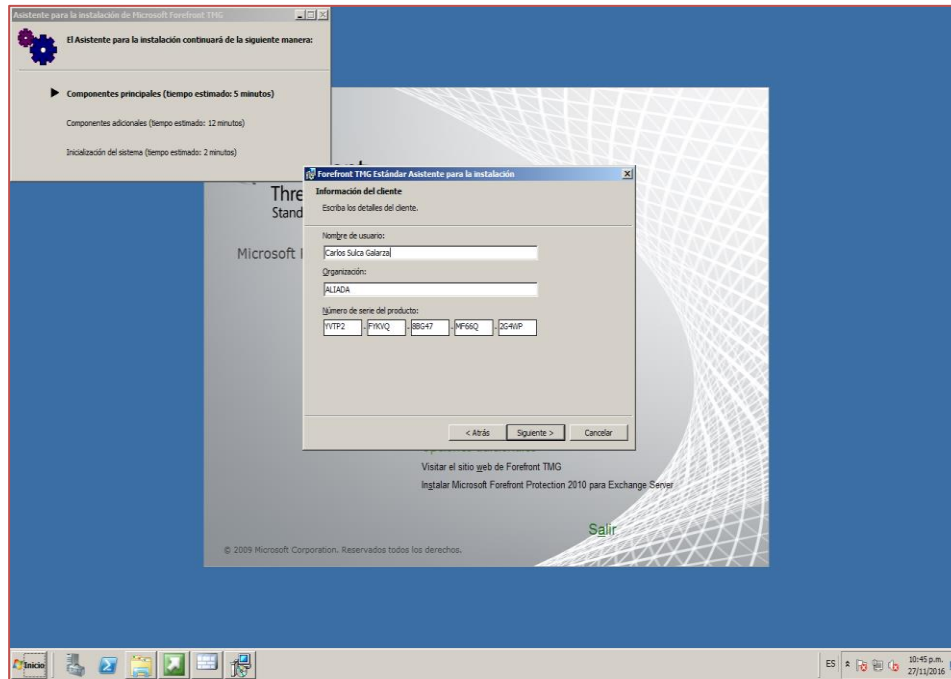 Asistente para la instalación de Microsoft Forefront TMG
El Asistente para la instalación continuará de la siguiente manera:
Componentes principales (tiempo estimado: 5 minutos)
Componentes adicionales (tiempo estimado: 12 minutos)
Inicialización del sistema (tiempo estimado: 2 minutos)
Thre
Stand
Microsoft
Forefront TMG Estándar Asistente para la instalación
Información del cliente
Escriba los detalles del cliente.
Nombre de usuario:
Carlos Sulca Galarza
Organización:
ALIADA
Número de serie del producto:
YVTP2 - FYKVQ - 8BG47 - MF66Q - 2G4WP
< Atrás Siguiente > Cancelar
Visitar el sitio web de Forefront TMG
Instalar Microsoft Forefront Protection 2010 para Exchange Server
Salir
© 2009 Microsoft Corporation. Reservados todos los derechos.
Inicio
ES
10:45 p.m.
27/11/2016